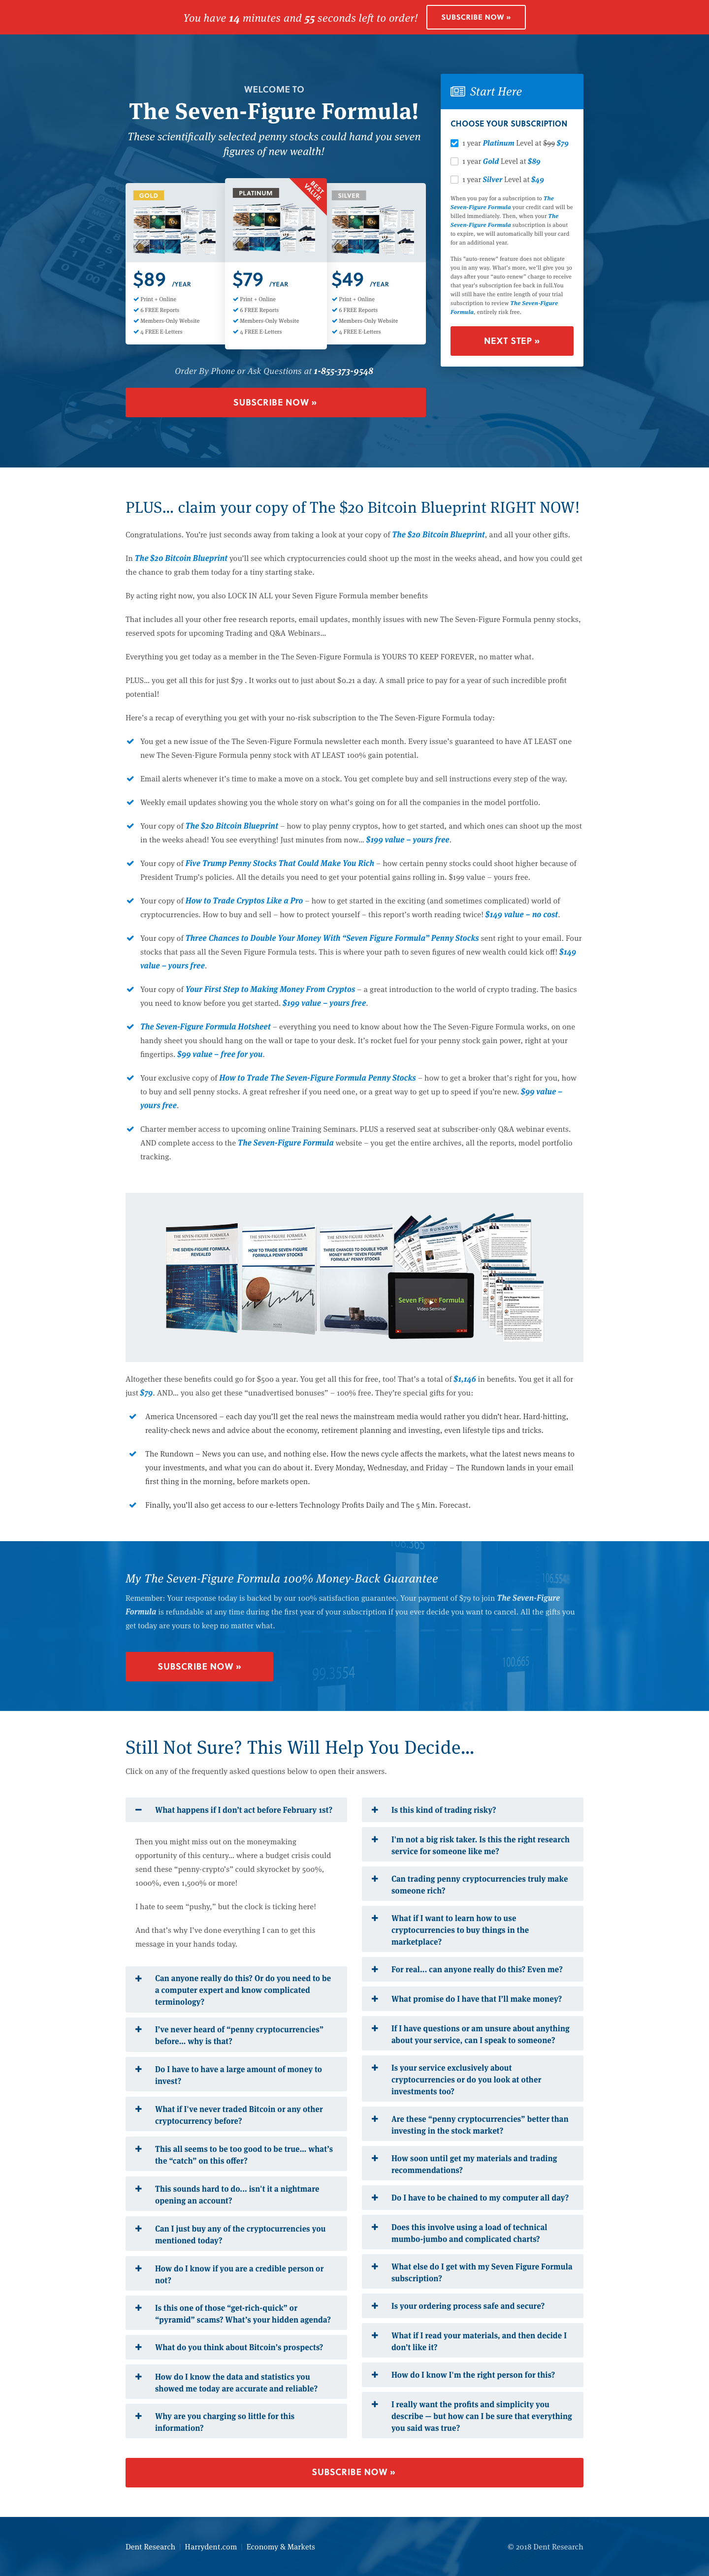 You have 14 minutes and 55 seconds left to order!
SUBSCRIBE NOW »
WELCOME TO
The Seven-Figure Formula!
These scientifically selected penny stocks could hand you seven
figures of new wealth!
GOLD
$89 /YEAR
Print + Online
6 FREE Reports
Members-Only Website
4 FREE E-Letters
PLATINUM
BEST
VALUE
$79 /YEAR
Print + Online
6 FREE Reports
Members-Only Website
4 FREE E-Letters
SILVER
$49 /YEAR
Print + Online
6 FREE Reports
Members-Only Website
4 FREE E-Letters
Order By Phone or Ask Questions at 1-855-373-9548
SUBSCRIBE NOW »
Start Here
CHOOSE YOUR SUBSCRIPTION
1 year Platinum Level at $99 $79
1 year Gold Level at $89
1 year Silver Level at $49
When you pay for a subscription to The
Seven-Figure Formula your credit card will be
billed immediately. Then, when your The
Seven-Figure Formula subscription is about
to expire, we will automatically bill your card
for an additional year.
This "auto-renew" feature does not obligate
you in any way. What's more, we'll give you 30
days after your "auto-renew" charge to receive
that year's subscription fee back in full.You
will still have the entire length of your trial
subscription to review The Seven-Figure
Formula, entirely risk free.
NEXT STEP »
PLUS... claim your copy of The $20 Bitcoin Blueprint RIGHT NOW!
Congratulations. You're just seconds away from taking a look at your copy of The $20 Bitcoin Blueprint, and all your other gifts.
In The $20 Bitcoin Blueprint you'll see which cryptocurrencies could shoot up the most in the weeks ahead, and how you could get
the chance to grab them today for a tiny starting stake.
By acting right now, you also LOCK IN ALL your Seven Figure Formula member benefits
That includes all your other free research reports, email updates, monthly issues with new The Seven-Figure Formula penny stocks,
reserved spots for upcoming Trading and Q&A Webinars...
Everything you get today as a member in the The Seven-Figure Formula is YOURS TO KEEP FOREVER, no matter what.
PLUS... you get all this for just $79 . It works out to just about $0.21 a day. A small price to pay for a year of such incredible profit
potential!
Here's a recap of everything you get with your no-risk subscription to the The Seven-Figure Formula today:
You get a new issue of the The Seven-Figure Formula newsletter each month. Every issue's guaranteed to have AT LEAST one
new The Seven-Figure Formula penny stock with AT LEAST 100% gain potential.
Email alerts whenever it's time to make a move on a stock. You get complete buy and sell instructions every step of the way.
Weekly email updates showing you the whole story on what's going on for all the companies in the model portfolio.
Your copy of The $20 Bitcoin Blueprint – how to play penny cryptos, how to get started, and which ones can shoot up the most
in the weeks ahead! You see everything! Just minutes from now... $199 value – yours free.
Your copy of Five Trump Penny Stocks That Could Make You Rich – how certain penny stocks could shoot higher because of
President Trump's policies. All the details you need to get your potential gains rolling in. $199 value – yours free.
Your copy of How to Trade Cryptos Like a Pro – how to get started in the exciting (and sometimes complicated) world of
cryptocurrencies. How to buy and sell – how to protect yourself – this report's worth reading twice! $149 value – no cost.
Your copy of Three Chances to Double Your Money With "Seven Figure Formula" Penny Stocks sent right to your email. Four
stocks that pass all the Seven Figure Formula tests. This is where your path to seven figures of new wealth could kick off! $149
value – yours free.
Your copy of Your First Step to Making Money From Cryptos – a great introduction to the world of crypto trading. The basics
you need to know before you get started. $199 value – yours free.
The Seven-Figure Formula Hotsheet – everything you need to know about how the The Seven-Figure Formula works, on one
handy sheet you should hang on the wall or tape to your desk. It's rocket fuel for your penny stock gain power, right at your
fingertips. $99 value – free for you.
Your exclusive copy of How to Trade The Seven-Figure Formula Penny Stocks – how to get a broker that's right for you, how
to buy and sell penny stocks. A great refresher if you need one, or a great way to get up to speed if you're new. $99 value –
yours free.
Charter member access to upcoming online Training Seminars. PLUS a reserved seat at subscriber-only Q&A webinar events.
AND complete access to the The Seven-Figure Formula website – you get the entire archives, all the reports, model portfolio
tracking.
THE SEVEN-FIGURE FORMULA,
REVEALED
HOW TO TRADE SEVEN-FIGURE
FORMULA PENNY STOCKS
THREE CHANCES TO DOUBLE YOUR
MONEY WITH "SEVEN FIGURE
FORMULA" PENNY STOCKS
THE RUNDOWN
Seven Figure Formula
Video Seminar
Altogether these benefits could go for $500 a year. You get all this for free, too! That's a total of $1,146 in benefits. You get it all for
just $79. AND... you also get these "unadvertised bonuses" – 100% free. They're special gifts for you:
America Uncensored – each day you'll get the real news the mainstream media would rather you didn't hear. Hard-hitting,
reality-check news and advice about the economy, retirement planning and investing, even lifestyle tips and tricks.
The Rundown – News you can use, and nothing else. How the news cycle affects the markets, what the latest news means to
your investments, and what you can do about it. Every Monday, Wednesday, and Friday – The Rundown lands in your email
first thing in the morning, before markets open.
Finally, you'll also get access to our e-letters Technology Profits Daily and The 5 Min. Forecast.
108.365
106.5540
My The Seven-Figure Formula 100% Money-Back Guarantee
Remember: Your response today is backed by our 100% satisfaction guarantee. Your payment of $79 to join The Seven-Figure
Formula is refundable at any time during the first year of your subscription if you ever decide you want to cancel. All the gifts you
get today are yours to keep no matter what.
SUBSCRIBE NOW »
99.3554
100.665
Still Not Sure? This Will Help You Decide...
Click on any of the frequently asked questions below to open their answers.
What happens if I don't act before February 1st?
Then you might miss out on the moneymaking
opportunity of this century... where a budget crisis could
send these "penny-crypto's" could skyrocket by 500%,
1000%, even 1,500% or more!
I hate to seem "pushy," but the clock is ticking here!
And that's why I've done everything I can to get this
message in your hands today.
Can anyone really do this? Or do you need to be
a computer expert and know complicated
terminology?
I've never heard of "penny cryptocurrencies"
before... why is that?
Do I have to have a large amount of money to
invest?
What if I've never traded Bitcoin or any other
cryptocurrency before?
This all seems to be too good to be true... what's
the "catch" on this offer?
This sounds hard to do... isn't it a nightmare
opening an account?
Can I just buy any of the cryptocurrencies you
mentioned today?
How do I know if you are a credible person or
not?
Is this one of those "get-rich-quick" or
"pyramid" scams? What's your hidden agenda?
What do you think about Bitcoin's prospects?
How do I know the data and statistics you
showed me today are accurate and reliable?
Why are you charging so little for this
information?
Is this kind of trading risky?
I'm not a big risk taker. Is this the right research
service for someone like me?
Can trading penny cryptocurrencies truly make
someone rich?
What if I want to learn how to use
cryptocurrencies to buy things in the
marketplace?
For real... can anyone really do this? Even me?
What promise do I have that I'll make money?
If I have questions or am unsure about anything
about your service, can I speak to someone?
Is your service exclusively about
cryptocurrencies or do you look at other
investments too?
Are these "penny cryptocurrencies" better than
investing in the stock market?
How soon until get my materials and trading
recommendations?
Do I have to be chained to my computer all day?
Does this involve using a load of technical
mumbo-jumbo and complicated charts?
What else do I get with my Seven Figure Formula
subscription?
Is your ordering process safe and secure?
What if I read your materials, and then decide I
don't like it?
How do I know I'm the right person for this?
I really want the profits and simplicity you
describe — but how can I be sure that everything
you said was true?
SUBSCRIBE NOW »
Dent Research | Harrydent.com | Economy & Markets
© 2018 Dent Research